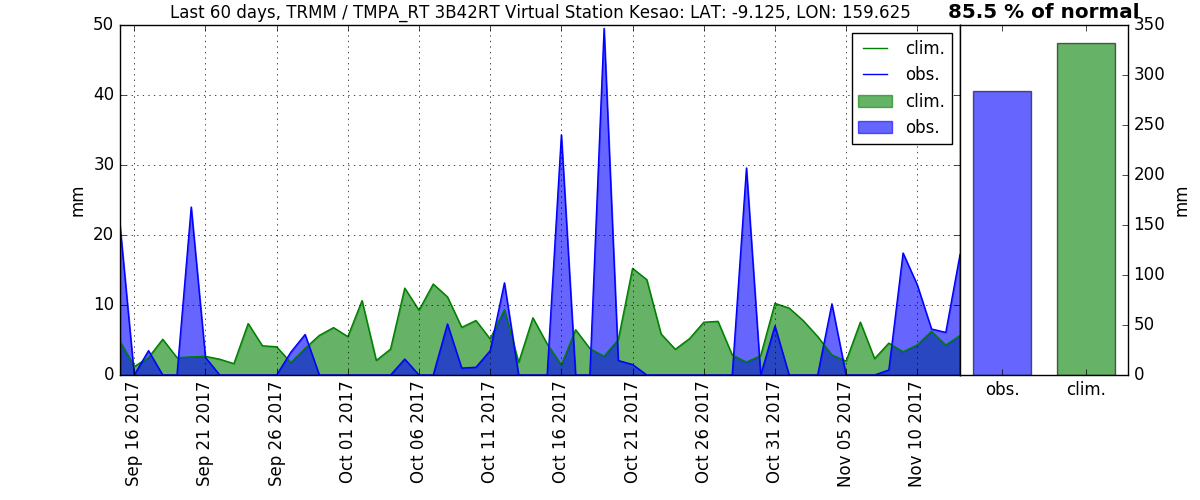 Last 60 days, TRMM / TMPA_RT 3B42RT Virtual Station Kesao: LAT: -9.125, LON: 159.625
85.5 % of normal
50
40
30
20
10
0
mm
clim.
obs.
clim.
obs.
Sep 16 2017
Sep 21 2017
Sep 26 2017
Oct 01 2017
Oct 06 2017
Oct 11 2017
Oct 16 2017
Oct 21 2017
Oct 26 2017
Oct 31 2017
Nov 05 2017
Nov 10 2017
350
300
250
200
150
100
50
0
mm
obs.
clim.